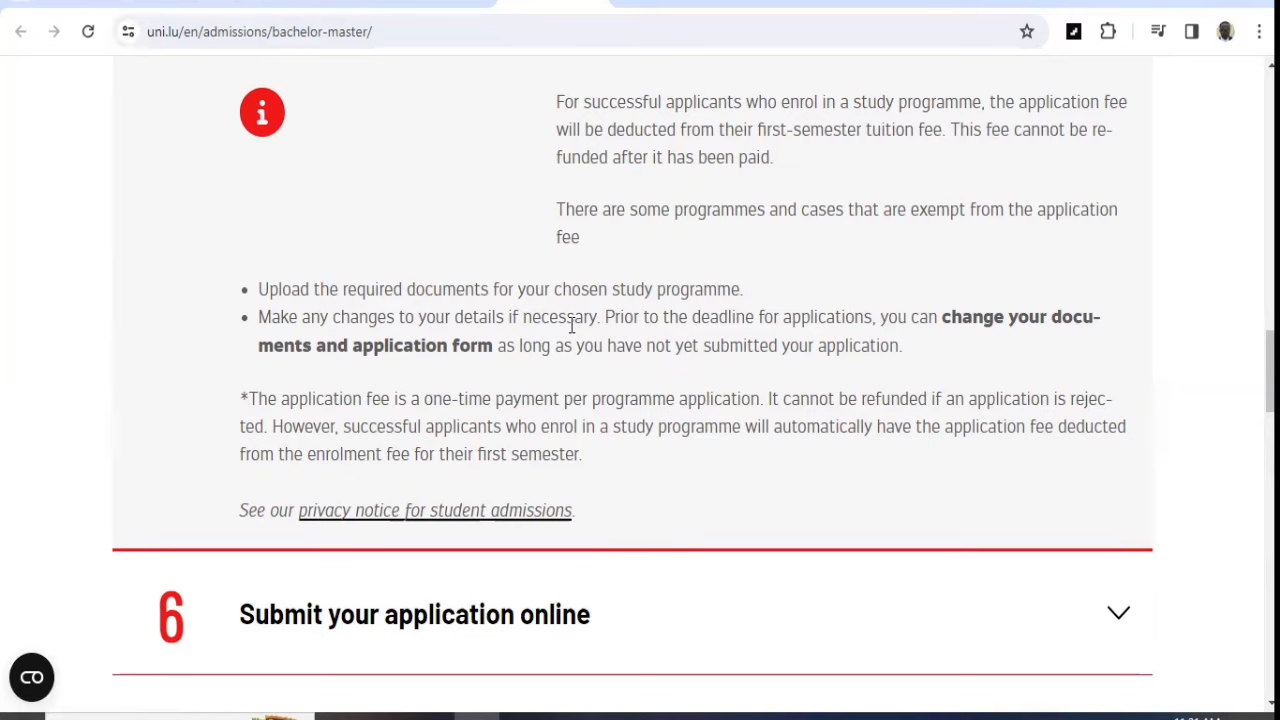 uni.lu/en/admissions/bachelor-master/
For successful applicants who enrol in a study programme, the application fee
will be deducted from their first-semester tuition fee. This fee cannot be re-
funded after it has been paid.
There are some programmes and cases that are exempt from the application
fee
• Upload the required documents for your chosen study programme.
• Make any changes to your details if necessary. Prior to the deadline for applications, you can change your docu-
ments and application form as long as you have not yet submitted your application.
*The application fee is a one-time payment per programme application. It cannot be refunded if an application is rejec-
ted. However, successful applicants who enrol in a study programme will automatically have the application fee deducted
from the enrolment fee for their first semester.
See our privacy notice for student admissions.
6 Submit your application online